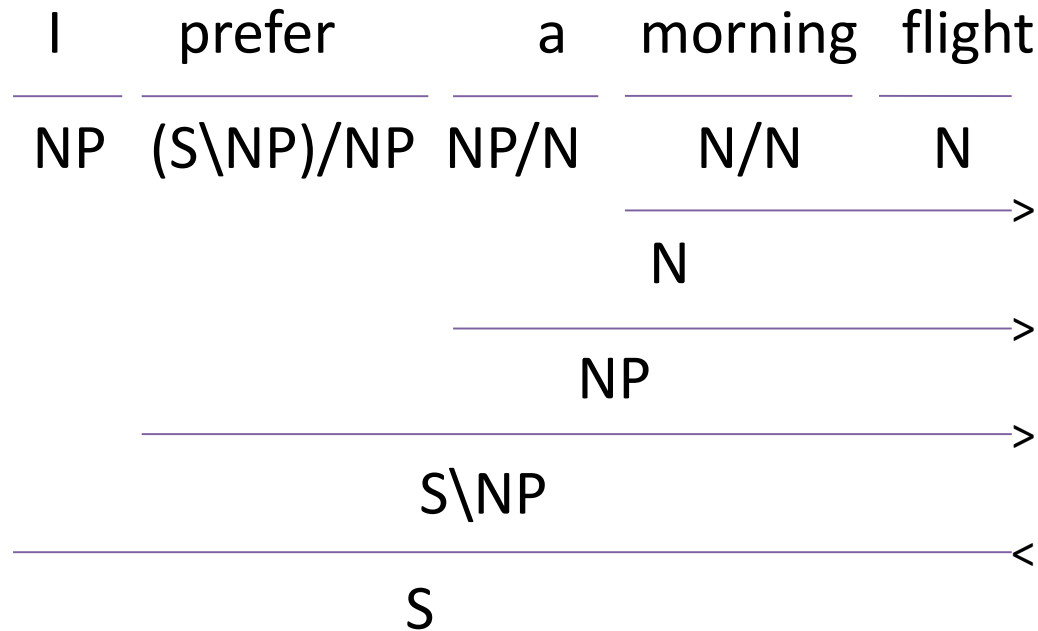 I prefer a morning flight
NP (S\NP)/NP NP/N N/N N
>
N
>
NP
>
S\NP
<
S